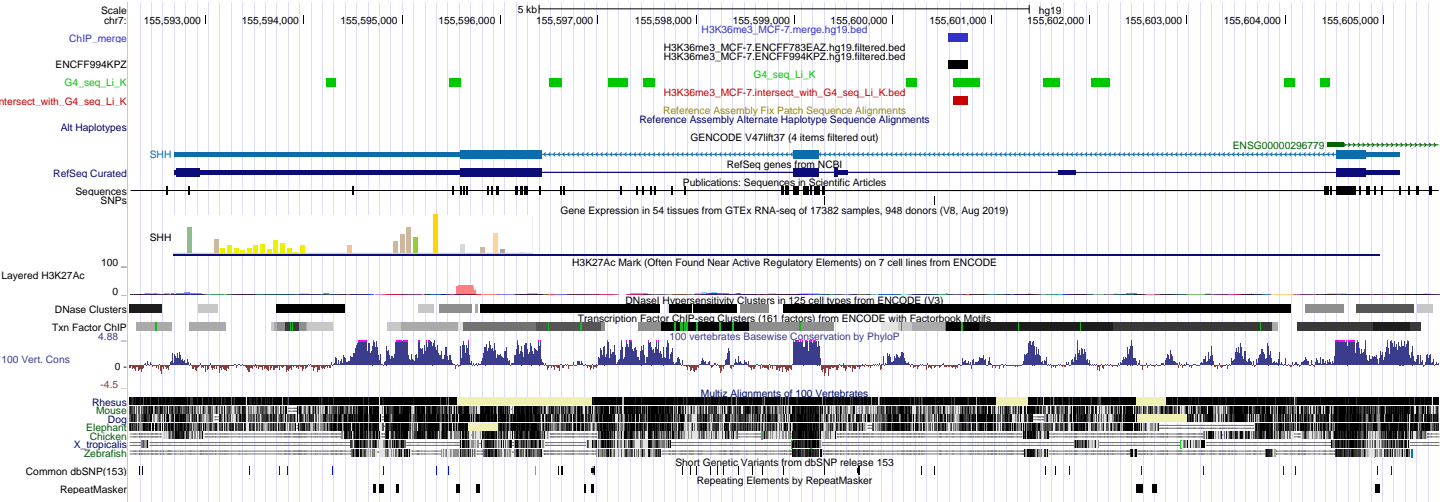 Scale 5 kb hg19
chr7: 155,593,000 155,594,000 155,595,000 155,596,000 155,597,000 155,598,000 155,599,000 155,600,000 155,601,000 155,602,000 155,603,000 155,604,000 155,605,000
H3K36me3_MCF-7.merge.hg19.bed
ChIP_merge
H3K36me3_MCF-7.ENCFF783EAZ.hg19.filtered.bed
H3K36me3_MCF-7.ENCFF994KPZ.hg19.filtered.bed
ENCFF994KPZ
G4_seq_Li_K
G4_seq_Li_K
H3K36me3_MCF-7.intersect_with_G4_seq_Li_K.bed
ntersect_with_G4_seq_Li_K
Reference Assembly Fix Patch Sequence Alignments
Reference Assembly Alternate Haplotype Sequence Alignments
Alt Haplotypes
GENCODE V47lift37 (4 items filtered out)
ENSG00000296779
SHH
RefSeq genes from NCBI
RefSeq Curated
Publications: Sequences in Scientific Articles
Sequences
SNPs
Gene Expression in 54 tissues from GTEx RNA-seq of 17382 samples, 948 donors (V8, Aug 2019)
SHH
H3K27Ac Mark (Often Found Near Active Regulatory Elements) on 7 cell lines from ENCODE
100 _
Layered H3K27Ac
0 _
DNaseI Hypersensitivity Clusters in 125 cell types from ENCODE (V3)
DNase Clusters
Transcription Factor ChIP-seq Clusters (161 factors) from ENCODE with Factorbook Motifs
Txn Factor ChIP
100 vertebrates Basewise Conservation by PhyloP
4.88 _
100 Vert. Cons
0 -
-4.5 _
Multiz Alignments of 100 Vertebrates
Rhesus
Mouse
Dog
Elephant
Chicken
X_tropicalis
Zebrafish
Short Genetic Variants from dbSNP release 153
Common dbSNP(153)
Repeating Elements by RepeatMasker
RepeatMasker